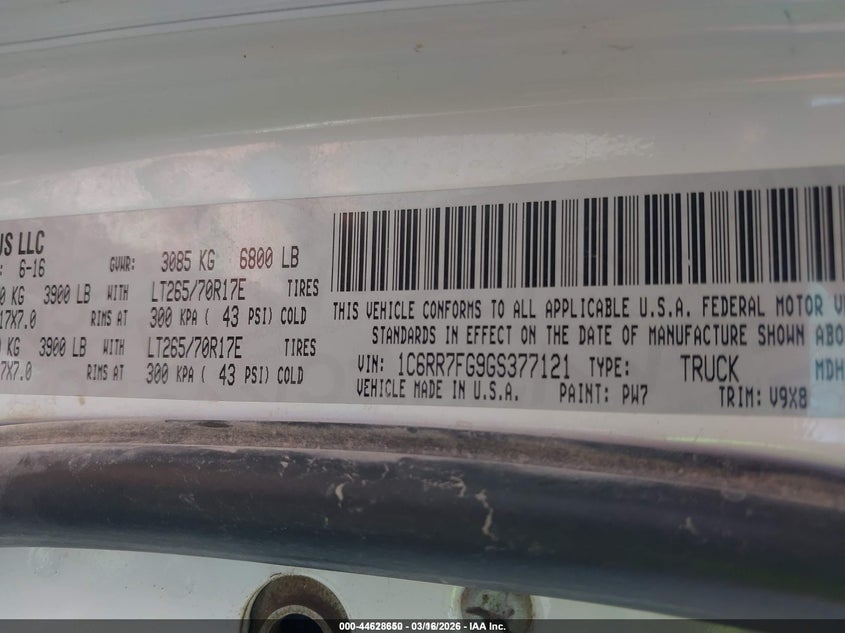 US LLC
: 6-16 GVWR: 3085 KG 6800 LB
0 KG 3900 LB WITH LT265/70R17E TIRES
17X7.0 RIMS AT 300 KPA ( 43 PSI) COLD
0 KG 3900 LB WITH LT265/70R17E TIRES
7X7.0 RIMS AT 300 KPA ( 43 PSI) COLD
THIS VEHICLE CONFORMS TO ALL APPLICABLE U.S.A. FEDERAL MOTOR V
STANDARDS IN EFFECT ON THE DATE OF MANUFACTURE SHOWN ABO
VIN: 1C6RR7FG9GS377121 TYPE: TRUCK MDH
VEHICLE MADE IN U.S.A. PAINT: PW7 TRIM: V9X8
000-44628650 - 03/16/2026 - IAA Inc.